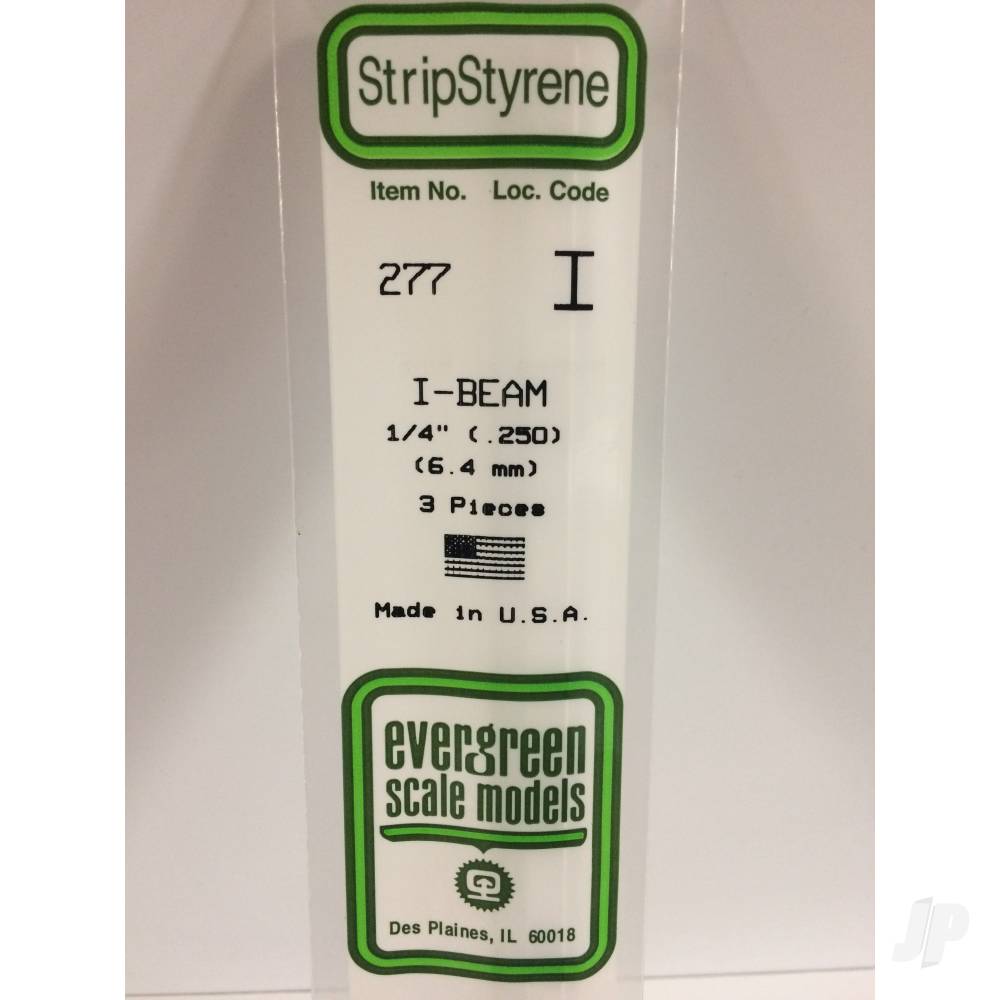 StripStyrene
Item No. Loc. Code
277 I
I-BEAM
1/4" (.250)
(6.4 mm)
3 Pieces
Made in U.S.A.
evergreen
scale models
Des Plaines, IL 60018
JP